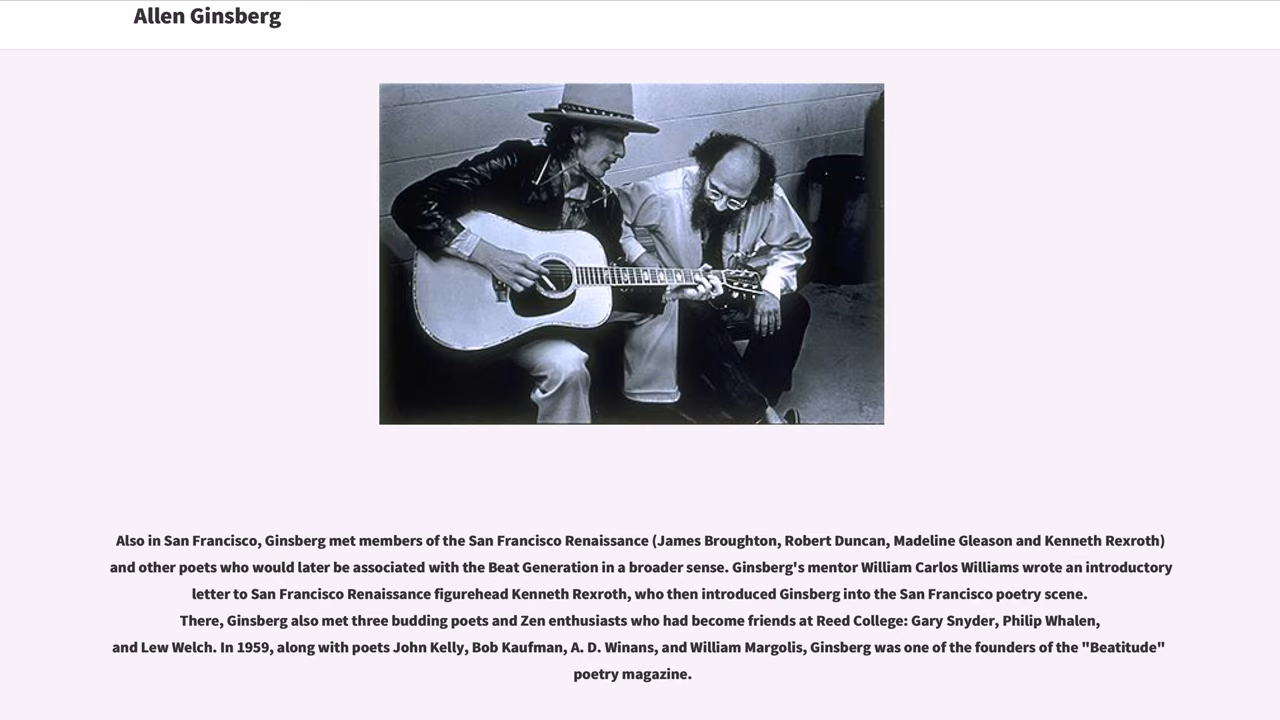 Allen Ginsberg
Also in San Francisco, Ginsberg met members of the San Francisco Renaissance (James Broughton, Robert Duncan, Madeline Gleason and Kenneth Rexroth)
and other poets who would later be associated with the Beat Generation in a broader sense. Ginsberg's mentor William Carlos Williams wrote an introductory
letter to San Francisco Renaissance figurehead Kenneth Rexroth, who then introduced Ginsberg into the San Francisco poetry scene.
There, Ginsberg also met three budding poets and Zen enthusiasts who had become friends at Reed College: Gary Snyder, Philip Whalen,
and Lew Welch. In 1959, along with poets John Kelly, Bob Kaufman, A. D. Winans, and William Margolis, Ginsberg was one of the founders of the "Beatitude"
poetry magazine.